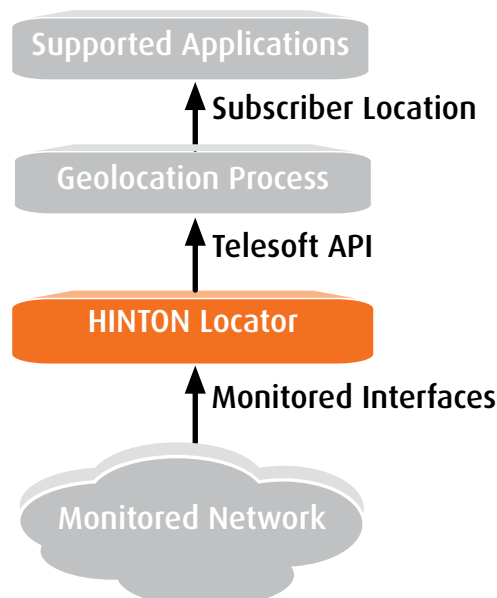 Supported Applications
Subscriber Location
Geolocation Process
Telesoft API
HINTON Locator
Monitored Interfaces
Monitored Network